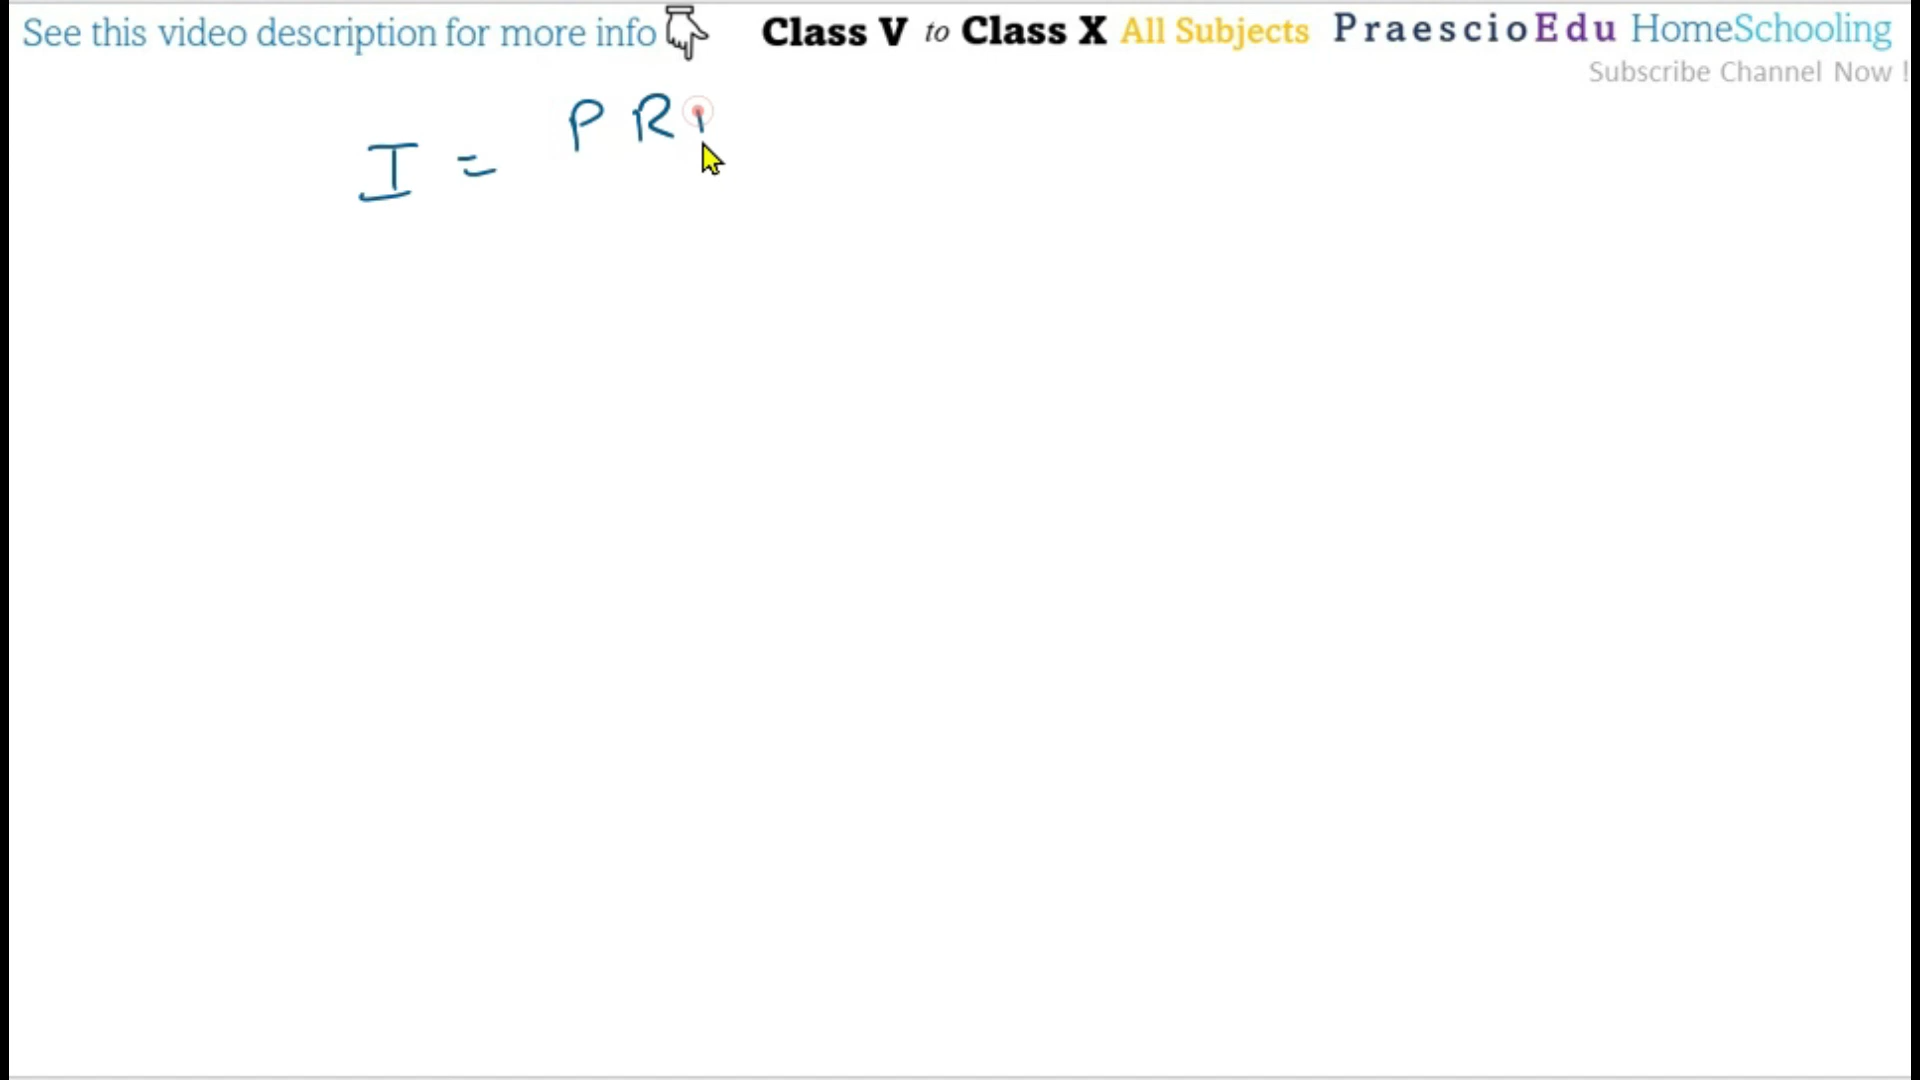 See this video description for more info Class V to Class X All Subjects PraescioEdu HomeSchooling
Subscribe Channel Now !
I = P R